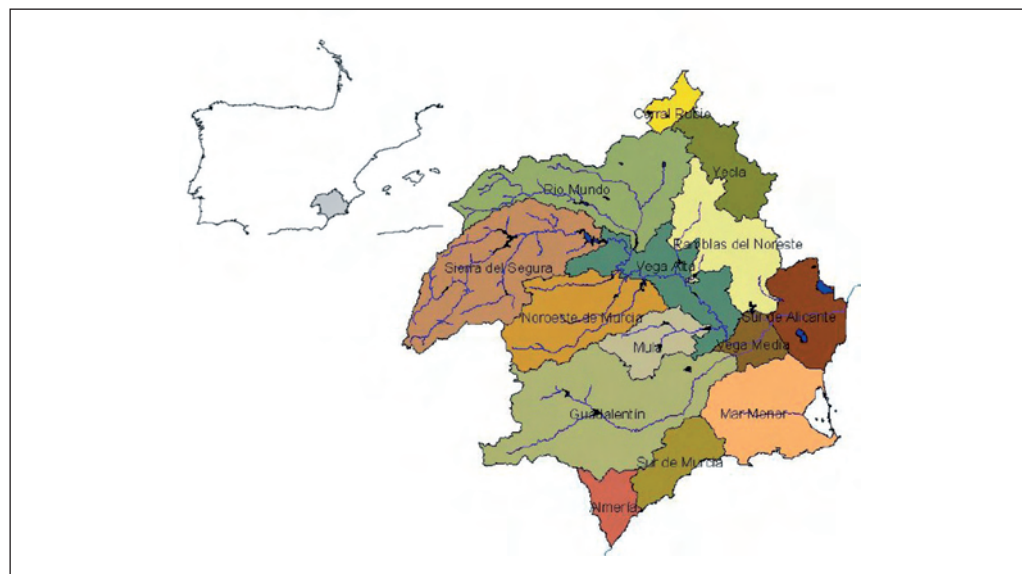 Corral Rubio
Yecla
Rio Mundo
Ramblas del Noreste
Sierra del Segura
Vega Alta
Noroeste de Murcia
Sur de Alicante
Mula
Vega Media
Guadalentín
Mar Menor
Sur de Murcia
Almería